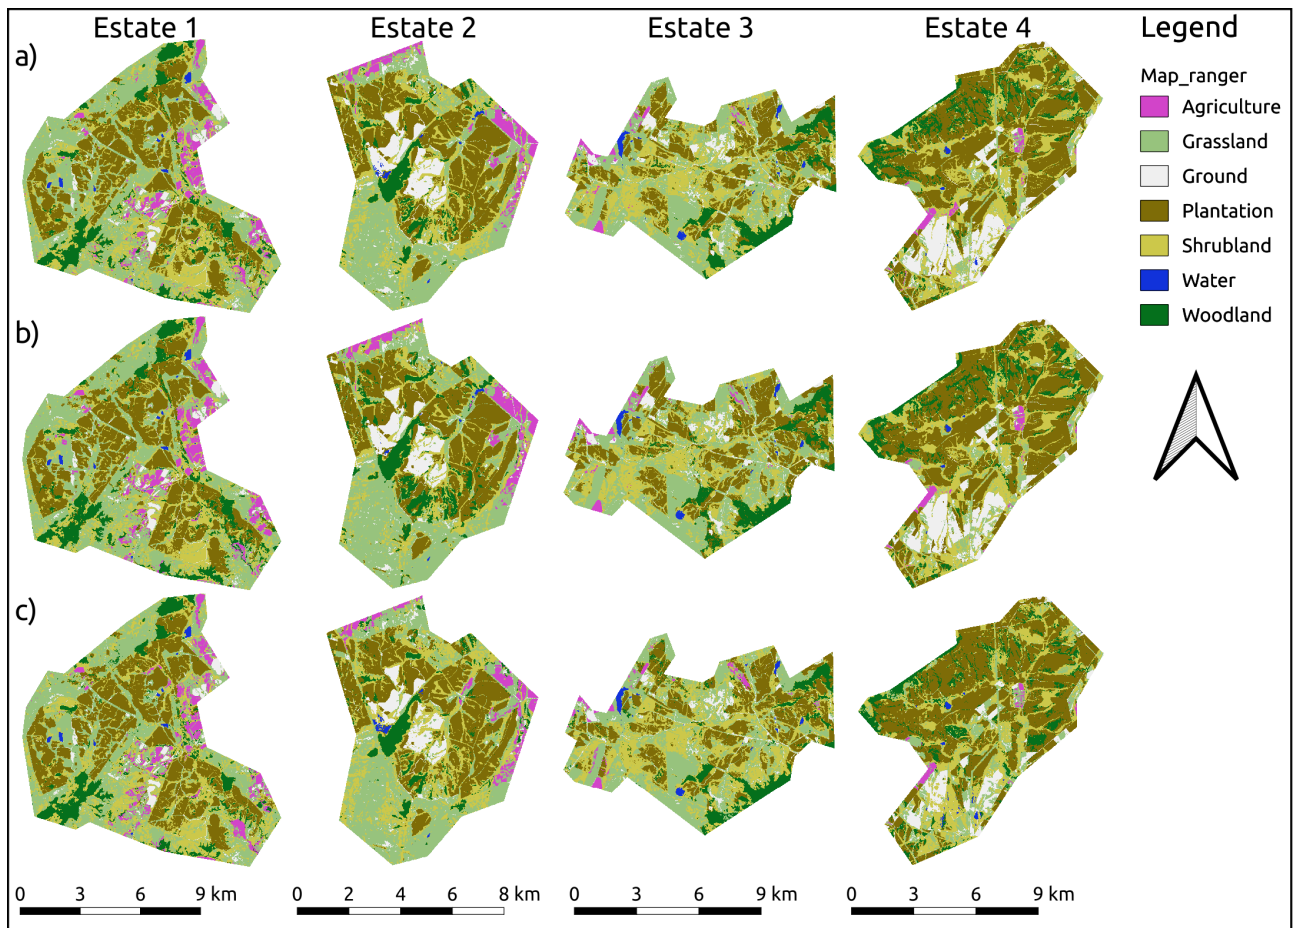 Estate 1 Estate 2 Estate 3 Estate 4 Legend
a)
Map_ranger
Agriculture
Grassland
Ground
Plantation
Shrubland
Water
Woodland
b)
c)
0 3 6 9 km 0 2 4 6 8 km 0 3 6 9 km 0 3 6 9 km